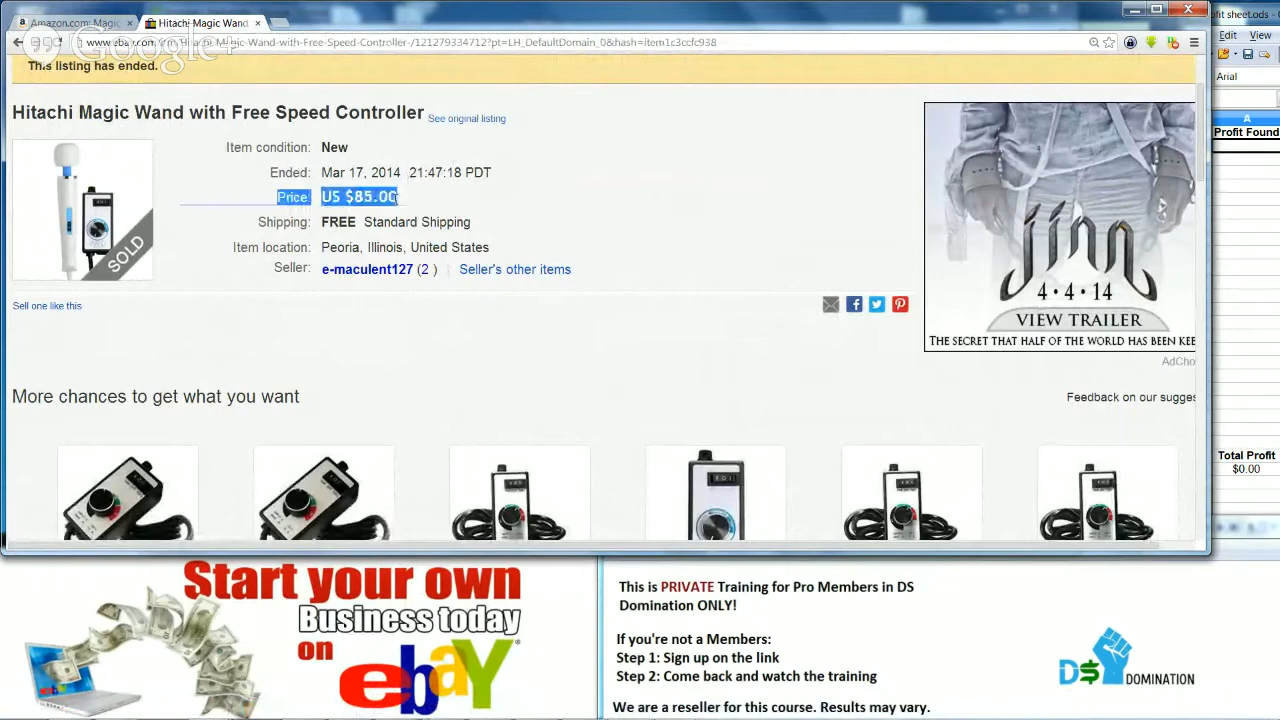 Amazon.com: Magic
Hitachi Magic Wand
Google+
This listing has ended.
Hitachi Magic Wand with Free Speed Controller
See original listing
Item condition: New
Ended: Mar 17, 2014 21:47:18 PDT
Price: US $85.00
Shipping: FREE Standard Shipping
Item location: Peoria, Illinois, United States
Seller: e-maculent127 (2 ) | Seller's other items
SOLD
Sell one like this
jinn
4·4·14
VIEW TRAILER
THE SECRET THAT HALF OF THE WORLD HAS BEEN KEE
AdCho
More chances to get what you want
Feedback on our sugges
fit sheet.ods - O
Edit View
Arial
A
Profit Found
Total Profit
$0.00
Start your own
Business today
on
ebay
This is PRIVATE Training for Pro Members in DS
Domination ONLY!
If you're not a Members:
Step 1: Sign up on the link
Step 2: Come back and watch the training
We are a reseller for this course. Results may vary.
D$ DOMINATION